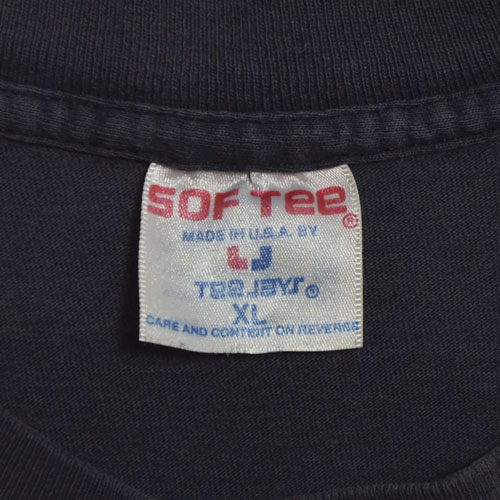 SOF TEE®
MADE IN U.S.A. BY
TEE JAYS®
XL
CARE AND CONTENT ON REVERSE